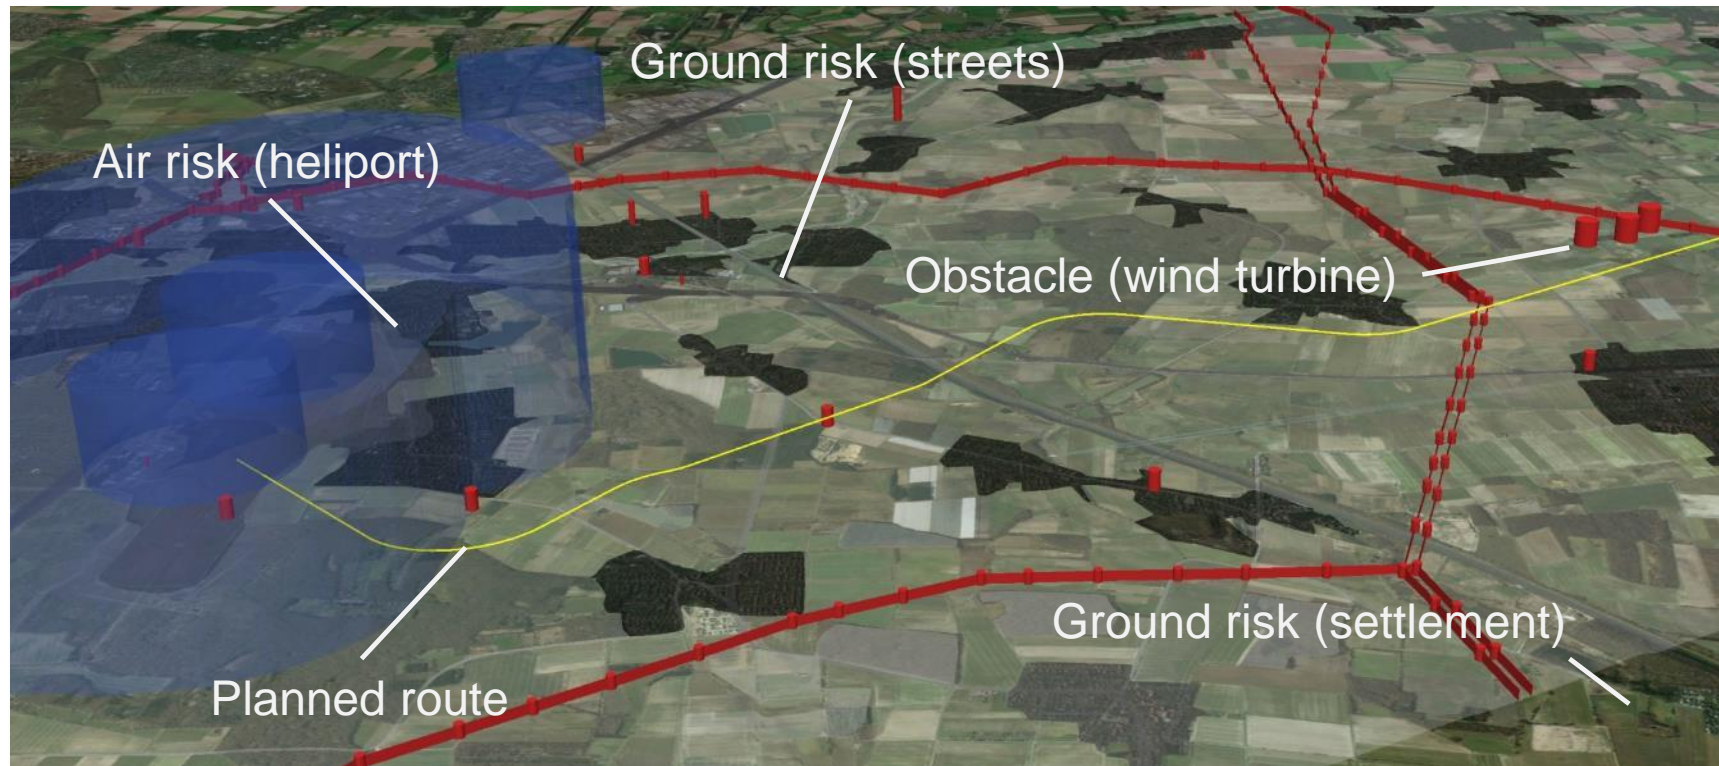 Ground risk (streets)
Air risk (heliport)
Obstacle (wind turbine)
Ground risk (settlement)
Planned route